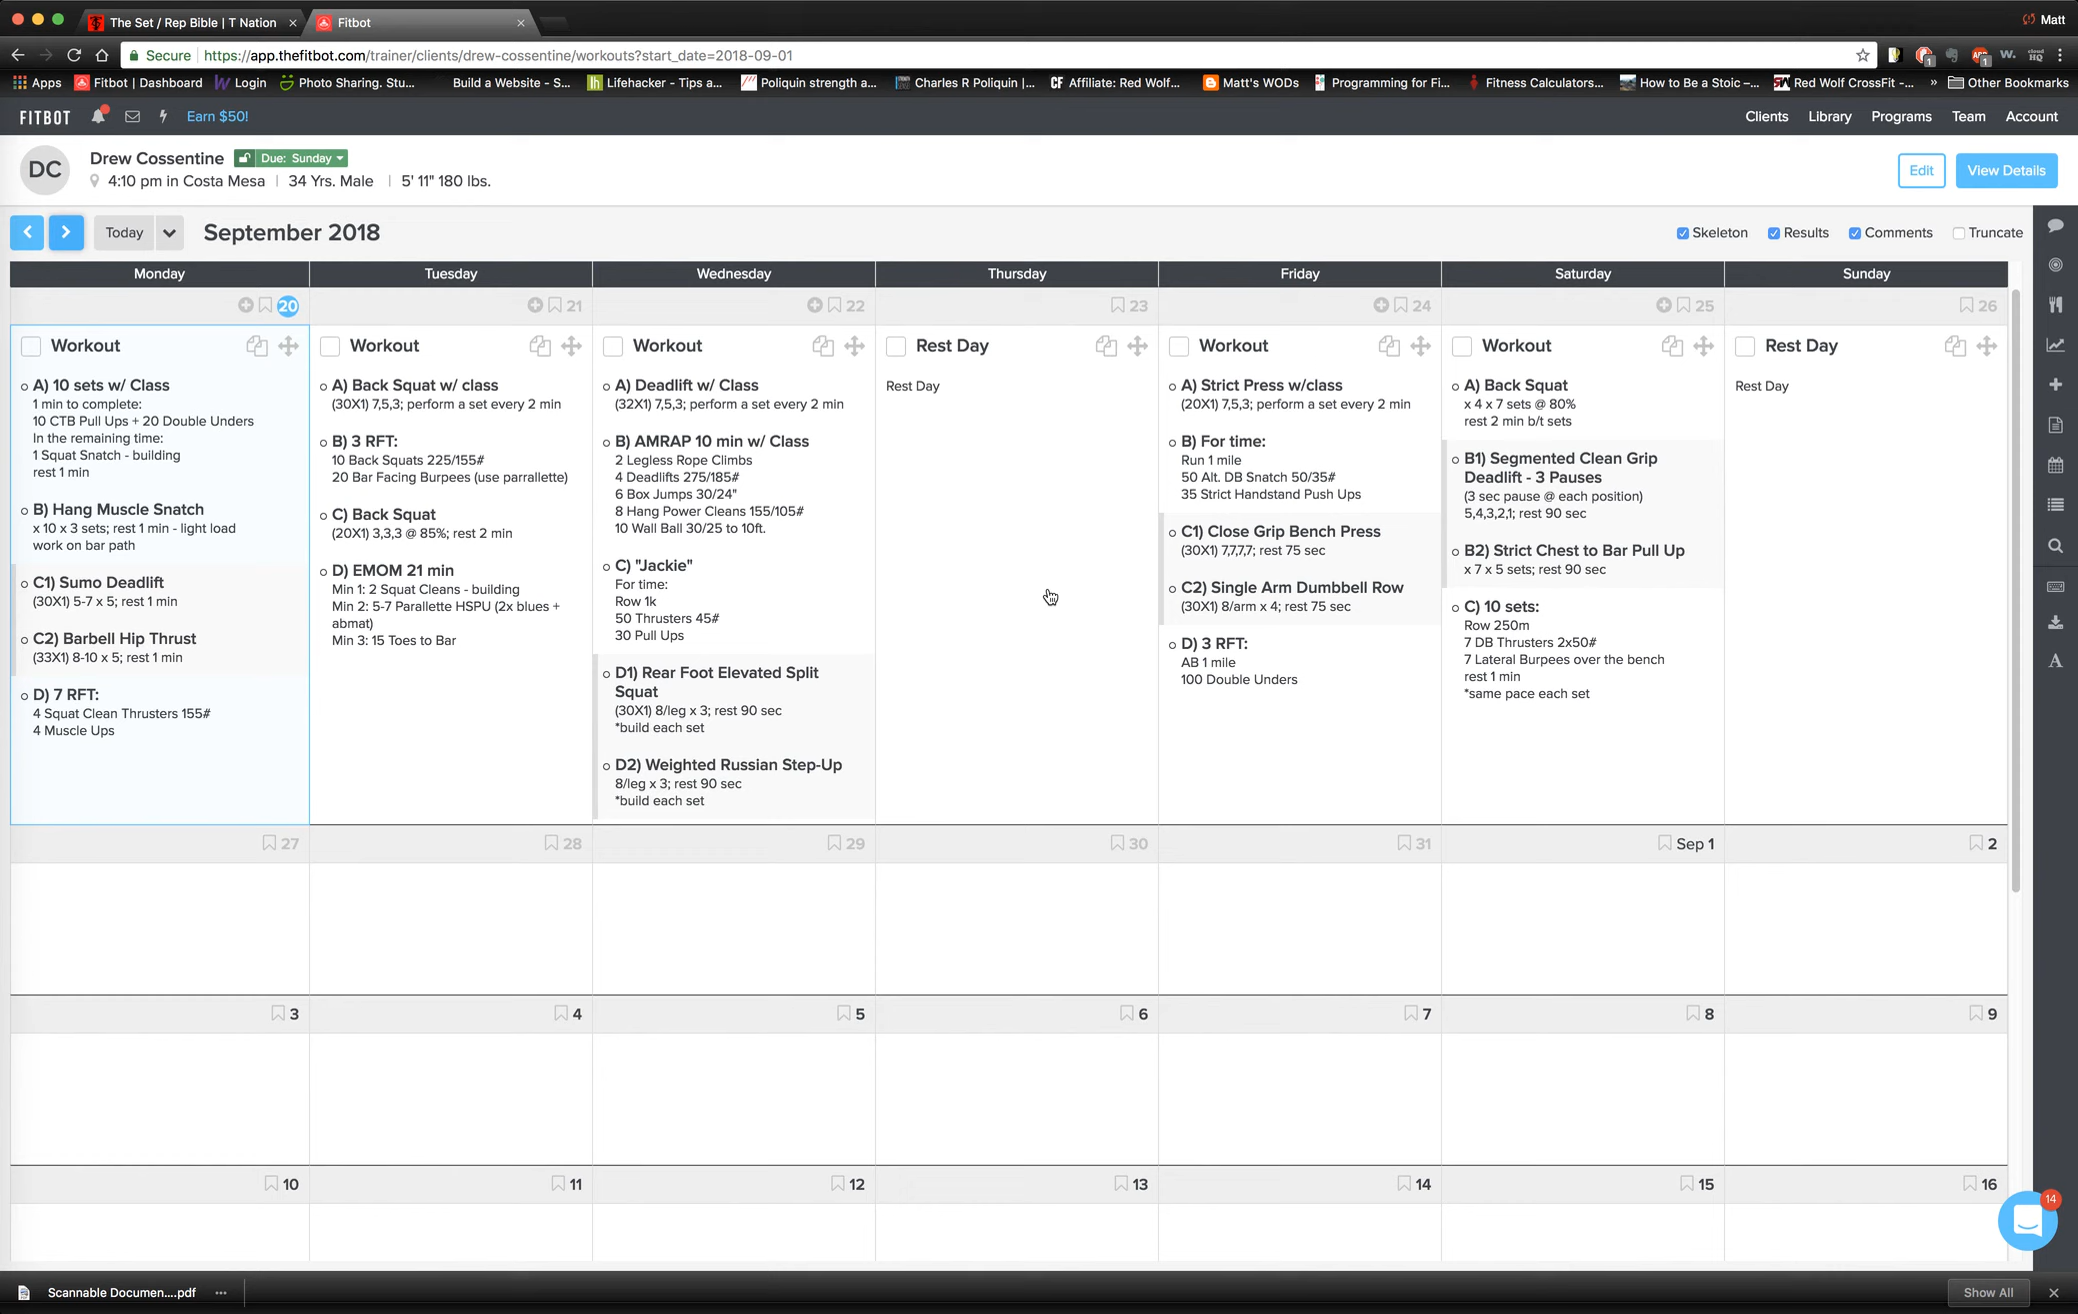 The Set / Rep Bible | T Nation
Fitbot
Matt
Secure
https://app.thefitbot.com/trainer/clients/drew-cossentine/workouts?start_date=2018-09-01
Apps
Fitbot | Dashboard
Login
Photo Sharing. Stu...
Build a Website - S...
Lifehacker - Tips a...
Poliquin strength a...
Charles R Poliquin |...
Affiliate: Red Wolf...
Matt's WODs
Programming for Fi...
Fitness Calculators...
How to Be a Stoic –...
Red Wolf CrossFit -...
»
Other Bookmarks
FITBOT
Earn $50!
Clients
Library
Programs
Team
Account
DC
Drew Cossentine
Due: Sunday
4:10 pm in Costa Mesa | 34 Yrs. Male | 5' 11" 180 lbs.
Edit
View Details
Today
September 2018
Skeleton
Results
Comments
Truncate
Monday
Tuesday
Wednesday
Thursday
Friday
Saturday
Sunday
20
21
22
23
24
25
26
Workout
A) 10 sets w/ Class
1 min to complete:
10 CTB Pull Ups + 20 Double Unders
In the remaining time:
1 Squat Snatch - building
rest 1 min
B) Hang Muscle Snatch
x 10 x 3 sets; rest 1 min - light load
work on bar path
C1) Sumo Deadlift
(30X1) 5-7 x 5; rest 1 min
C2) Barbell Hip Thrust
(33X1) 8-10 x 5; rest 1 min
D) 7 RFT:
4 Squat Clean Thrusters 155#
4 Muscle Ups
Workout
A) Back Squat w/ class
(30X1) 7,5,3; perform a set every 2 min
B) 3 RFT:
10 Back Squats 225/155#
20 Bar Facing Burpees (use parrallette)
C) Back Squat
(20X1) 3,3,3 @ 85%; rest 2 min
D) EMOM 21 min
Min 1: 2 Squat Cleans - building
Min 2: 5-7 Parallette HSPU (2x blues +
abmat)
Min 3: 15 Toes to Bar
Workout
A) Deadlift w/ Class
(32X1) 7,5,3; perform a set every 2 min
B) AMRAP 10 min w/ Class
2 Legless Rope Climbs
4 Deadlifts 275/185#
6 Box Jumps 30/24"
8 Hang Power Cleans 155/105#
10 Wall Ball 30/25 to 10ft.
C) "Jackie"
For time:
Row 1k
50 Thrusters 45#
30 Pull Ups
D1) Rear Foot Elevated Split
Squat
(30X1) 8/leg x 3; rest 90 sec
*build each set
D2) Weighted Russian Step-Up
8/leg x 3; rest 90 sec
*build each set
Rest Day
Rest Day
Workout
A) Strict Press w/class
(20X1) 7,5,3; perform a set every 2 min
B) For time:
Run 1 mile
50 Alt. DB Snatch 50/35#
35 Strict Handstand Push Ups
C1) Close Grip Bench Press
(30X1) 7,7,7,7; rest 75 sec
C2) Single Arm Dumbbell Row
(30X1) 8/arm x 4; rest 75 sec
D) 3 RFT:
AB 1 mile
100 Double Unders
Workout
A) Back Squat
x 4 x 7 sets @ 80%
rest 2 min b/t sets
B1) Segmented Clean Grip
Deadlift - 3 Pauses
(3 sec pause @ each position)
5,4,3,2,1; rest 90 sec
B2) Strict Chest to Bar Pull Up
x 7 x 5 sets; rest 90 sec
C) 10 sets:
Row 250m
7 DB Thrusters 2x50#
7 Lateral Burpees over the bench
rest 1 min
*same pace each set
Rest Day
Rest Day
27
28
29
30
31
Sep 1
2
3
4
5
6
7
8
9
10
11
12
13
14
15
16
14
Scannable Documen....pdf
Show All